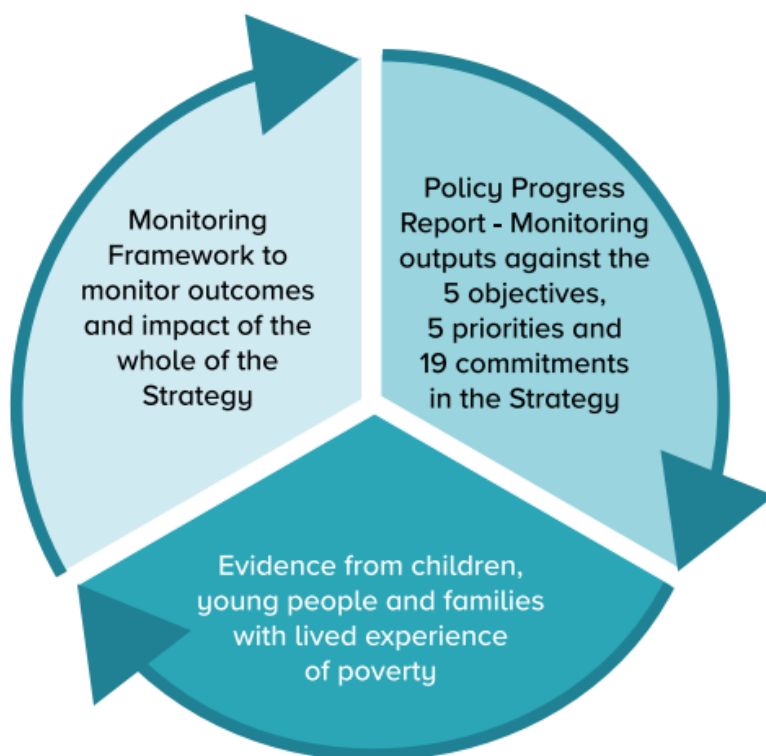 Monitoring
Framework to
monitor outcomes
and impact of the
whole of the
Strategy
Policy Progress
Report - Monitoring
outputs against the
5 objectives,
5 priorities and
19 commitments
in the Strategy
Evidence from children,
young people and families
with lived experience
of poverty